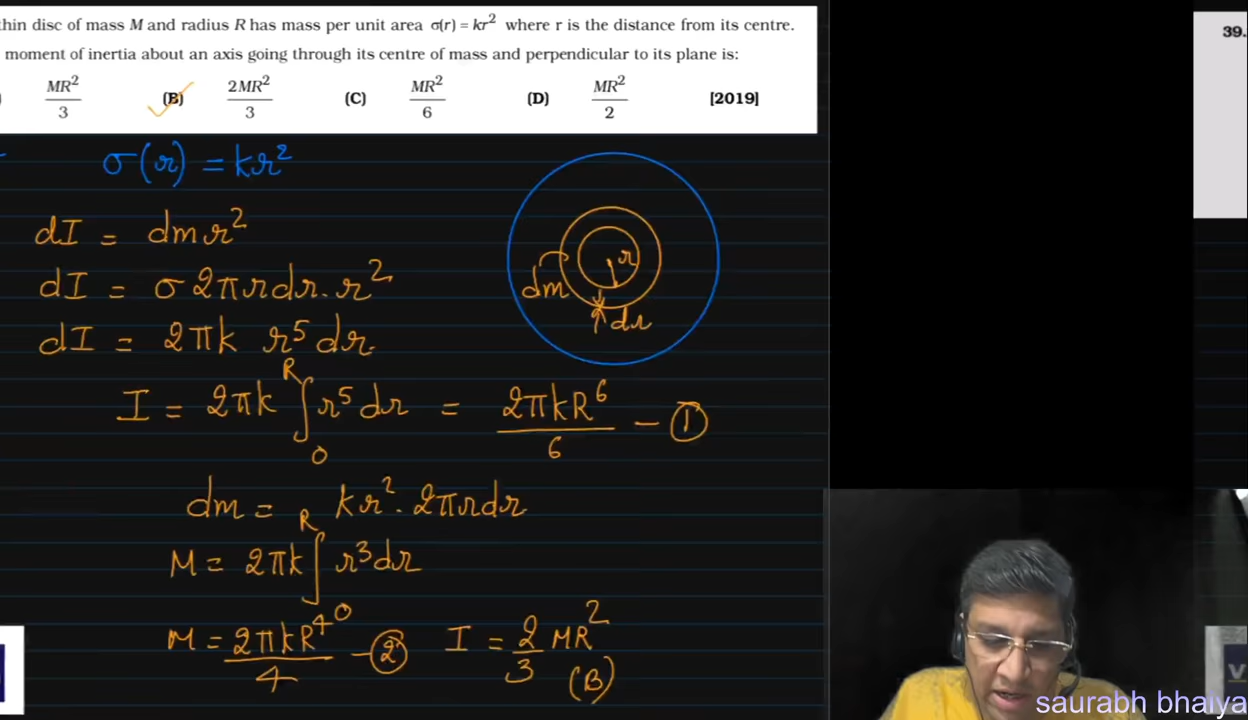 thin disc of mass M and radius R has mass per unit area σ(r) = kr² where r is the distance from its centre.
moment of inertia about an axis going through its centre of mass and perpendicular to its plane is:
) MR²/3 (B) 2MR²/3 (C) MR²/6 (D) MR²/2 [2019]
39.
σ(r) = kr²
dI = dm r²
dI = σ 2πr dr . r²
dI = 2πk r⁵ dr
r
dm
dr
I = 2πk ∫₀ᴿ r⁵ dr = 2πkR⁶/6 - ①
dm = kr² . 2πr dr
M = 2πk ∫₀ᴿ r³ dr
M = 2πkR⁴/4 - ② I = 2/3 MR²
(B)
V
saurabh bhaiya